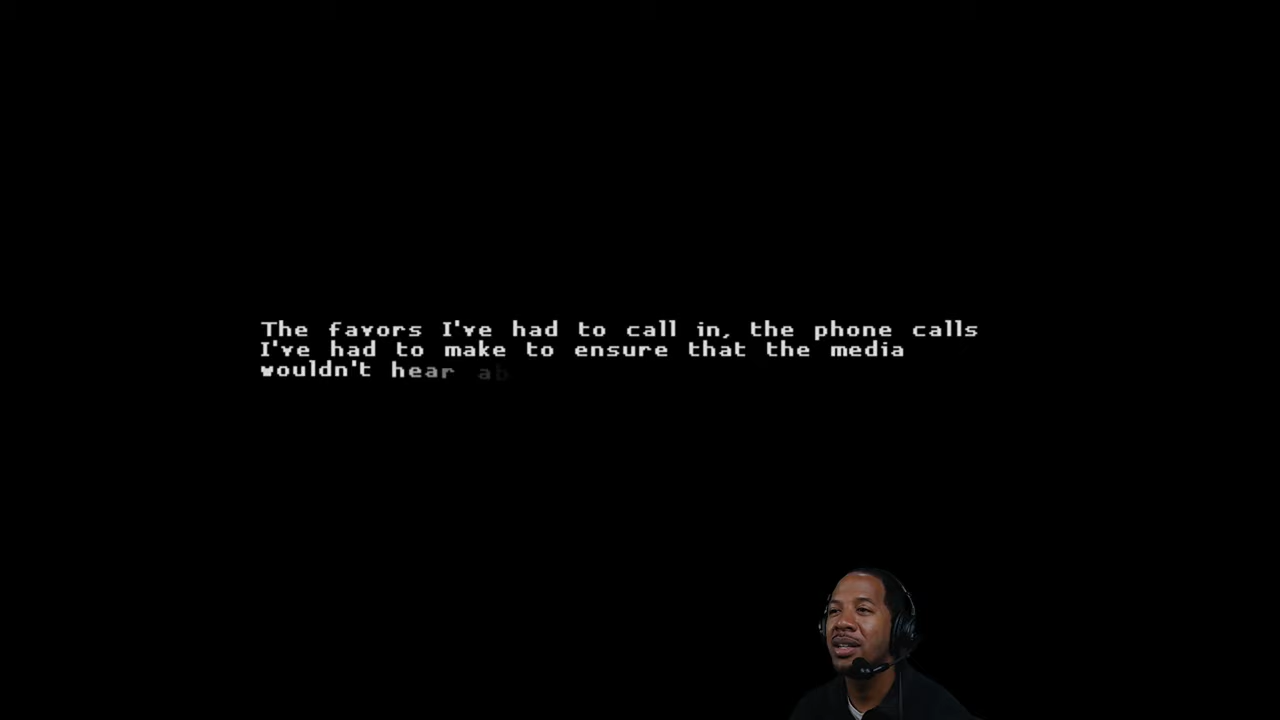 The favors I've had to call in, the phone calls
I've had to make to ensure that the media
wouldn't hear ab